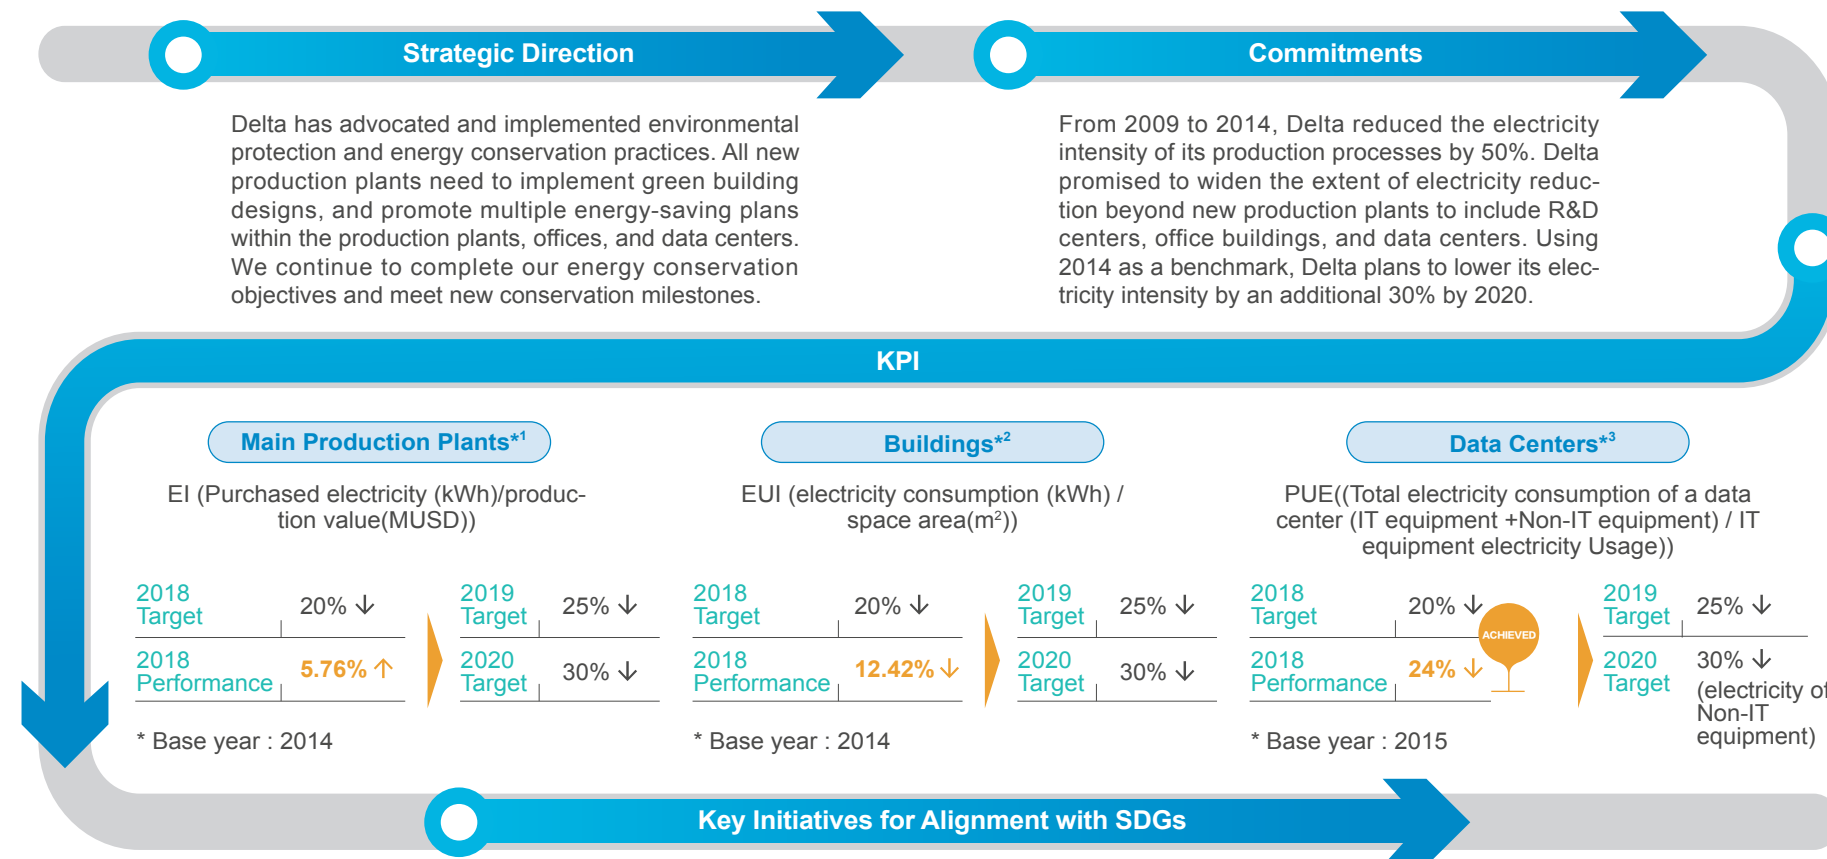 Strategic Direction
Delta has advocated and implemented environmental
protection and energy conservation practices. All new
production plants need to implement green building
designs, and promote multiple energy-saving plans
within the production plants, offices, and data centers.
We continue to complete our energy conservation
objectives and meet new conservation milestones.
Commitments
From 2009 to 2014, Delta reduced the electricity
intensity of its production processes by 50%. Delta
promised to widen the extent of electricity reduc-
tion beyond new production plants to include R&D
centers, office buildings, and data centers. Using
2014 as a benchmark, Delta plans to lower its elec-
tricity intensity by an additional 30% by 2020.
KPI
Main Production Plants*1
EI (Purchased electricity (kWh)/produc-
tion value(MUSD))
2018
Target
20% ↓
2018
Performance
5.76% ↑
2019
Target
25% ↓
2020
Target
30% ↓
* Base year : 2014
Buildings*2
EUI (electricity consumption (kWh) /
space area(m2))
2018
Target
20% ↓
2018
Performance
12.42% ↓
2019
Target
25% ↓
2020
Target
30% ↓
* Base year : 2014
Data Centers*3
PUE((Total electricity consumption of a data
center (IT equipment +Non-IT equipment) / IT
equipment electricity Usage))
2018
Target
20% ↓
ACHIEVED
2018
Performance
24% ↓
2019
Target
25% ↓
2020
Target
30% ↓
(electricity of
Non-IT
equipment)
* Base year : 2015
Key Initiatives for Alignment with SDGs